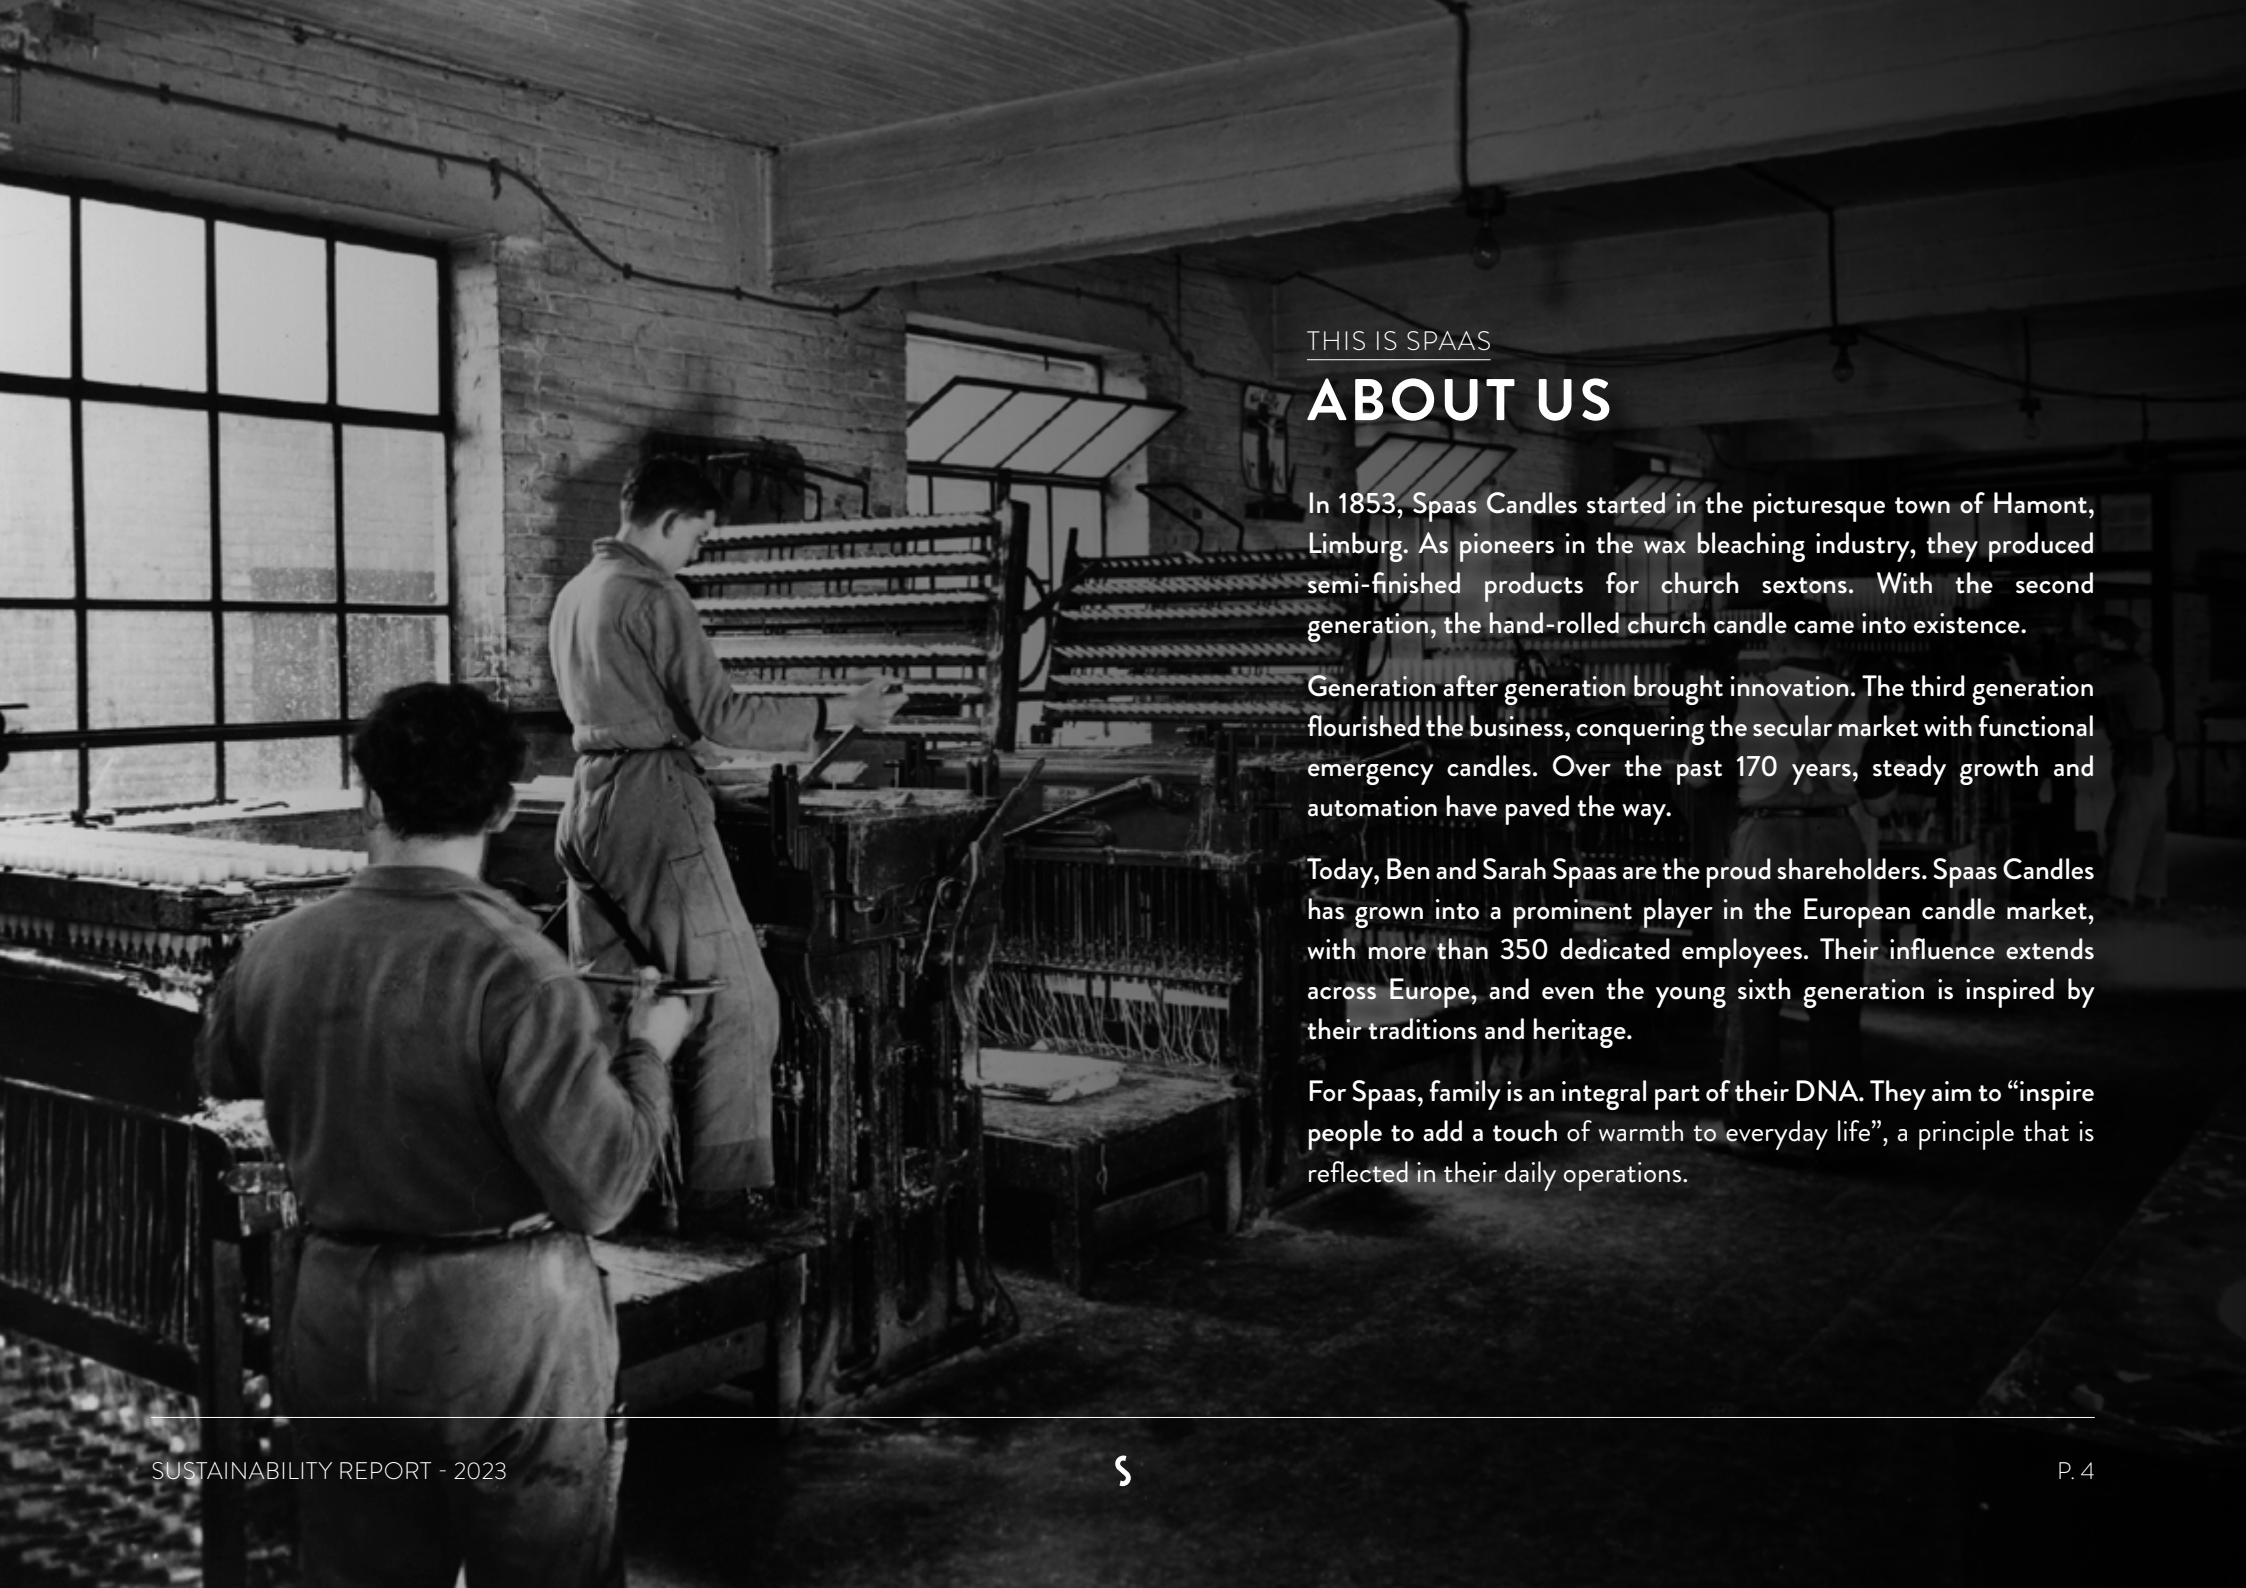 THIS IS SPAAS
ABOUT US
In 1853, Spaas Candles started in the picturesque town of Hamont,
Limburg. As pioneers in the wax bleaching industry, they produced
semi-finished products for church sextons. With the second
generation, the hand-rolled church candle came into existence.
Generation after generation brought innovation. The third generation
flourished the business, conquering the secular market with functional
emergency candles. Over the past 170 years, steady growth and
automation have paved the way.
Today, Ben and Sarah Spaas are the proud shareholders. Spaas Candles
has grown into a prominent player in the European candle market,
with more than 350 dedicated employees. Their influence extends
across Europe, and even the young sixth generation is inspired by
their traditions and heritage.
For Spaas, family is an integral part of their DNA. They aim to “inspire
people to add a touch of warmth to everyday life”, a principle that is
reflected in their daily operations.
SUSTAINABILITY REPORT - 2023
S
P. 4